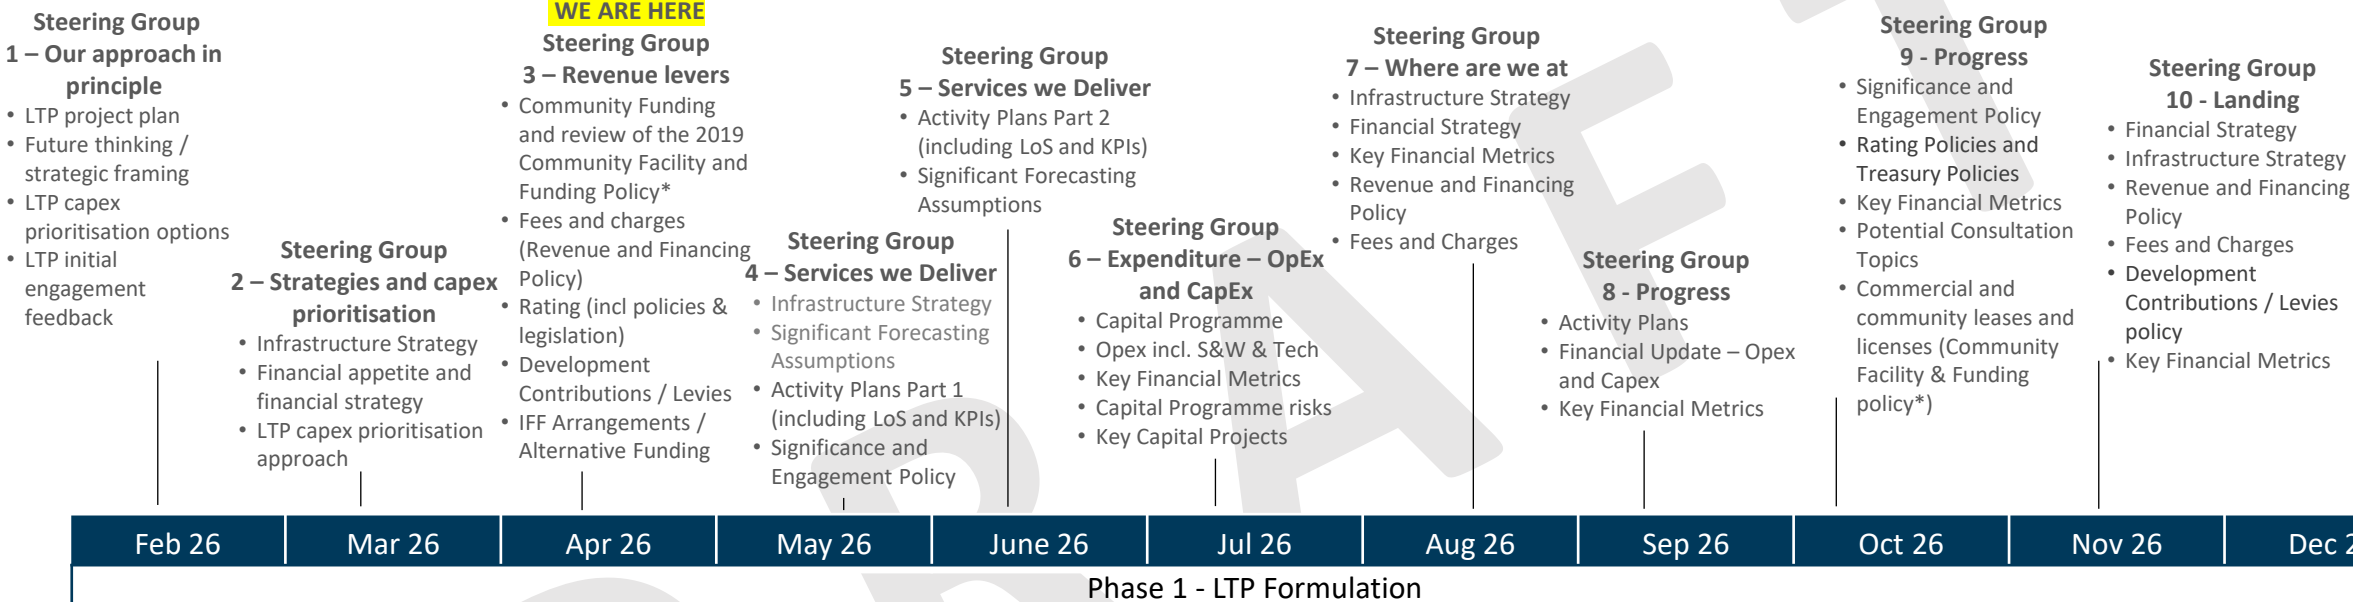 Steering Group
1 – Our approach in
principle
• LTP project plan
• Future thinking /
strategic framing
• LTP capex
prioritisation options
• LTP initial
engagement
feedback
Steering Group
2 – Strategies and capex
prioritisation
• Infrastructure Strategy
• Financial appetite and
financial strategy
• LTP capex prioritisation
approach
WE ARE HERE
Steering Group
3 – Revenue levers
• Community Funding
and review of the 2019
Community Facility and
Funding Policy*
• Fees and charges
(Revenue and Financing
Policy)
• Rating (incl policies &
legislation)
• Development
Contributions / Levies
• IFF Arrangements /
Alternative Funding
Steering Group
4 – Services we Deliver
• Infrastructure Strategy
• Significant Forecasting
Assumptions
• Activity Plans Part 1
(including LoS and KPIs)
• Significance and
Engagement Policy
Steering Group
5 – Services we Deliver
• Activity Plans Part 2
(including LoS and KPIs)
• Significant Forecasting
Assumptions
Steering Group
6 – Expenditure – OpEx
and CapEx
• Capital Programme
• Opex incl. S&W & Tech
• Key Financial Metrics
• Capital Programme risks
• Key Capital Projects
Steering Group
7 – Where are we at
• Infrastructure Strategy
• Financial Strategy
• Key Financial Metrics
• Revenue and Financing
Policy
• Fees and Charges
Steering Group
8 - Progress
• Activity Plans
• Financial Update – Opex
and Capex
• Key Financial Metrics
Steering Group
9 - Progress
• Significance and
Engagement Policy
• Rating Policies and
Treasury Policies
• Key Financial Metrics
• Potential Consultation
Topics
• Commercial and
community leases and
licenses (Community
Facility & Funding
policy*)
Steering Group
10 - Landing
• Financial Strategy
• Infrastructure Strategy
• Revenue and Financing
Policy
• Fees and Charges
• Development
Contributions / Levies
policy
• Key Financial Metrics
Feb 26
Mar 26
Apr 26
May 26
June 26
Jul 26
Aug 26
Sep 26
Oct 26
Nov 26
Dec 2
Phase 1 - LTP Formulation
DRAFT